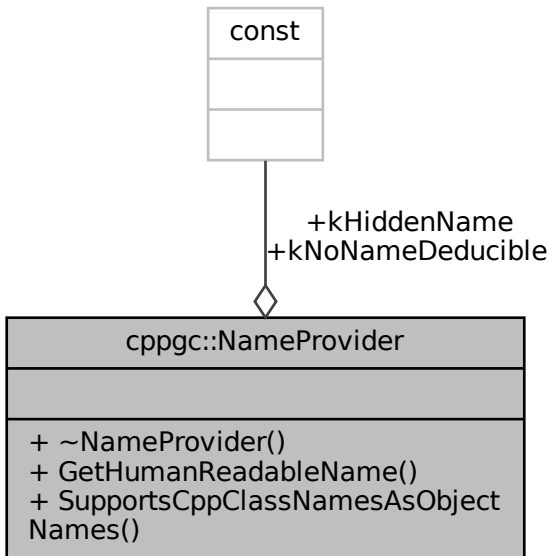 const
+kHiddenName
+kNoNameDeducible
cppgc::NameProvider
+ ~NameProvider()
+ GetHumanReadableName()
+ SupportsCppClassNamesAsObject
Names()